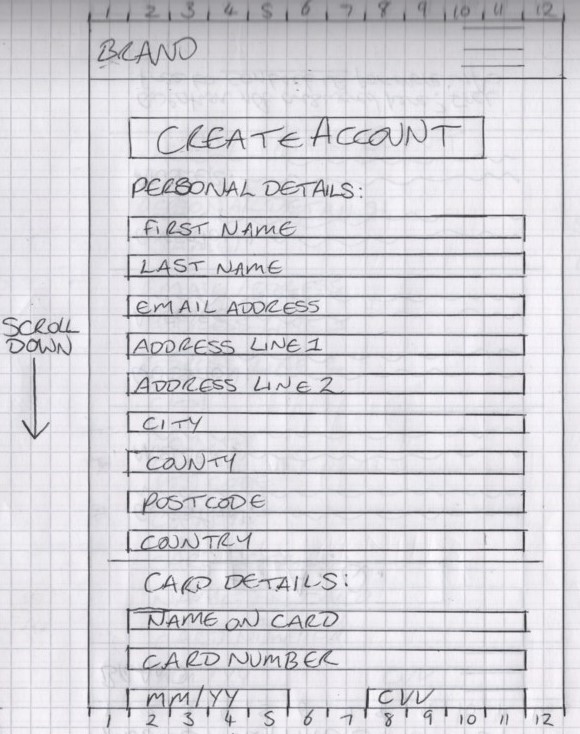 1 2 3 4 5 6 7 8 9 10 11 12
BRAND
CREATE ACCOUNT
PERSONAL DETAILS:
FIRST NAME
LAST NAME
EMAIL ADDRESS
SCROLL
DOWN
ADDRESS LINE 1
ADDRESS LINE 2
CITY
COUNTY
POSTCODE
COUNTRY
CARD DETAILS:
NAME ON CARD
CARD NUMBER
MM/YY CVV
1 2 3 4 5 6 7 8 9 10 11 12